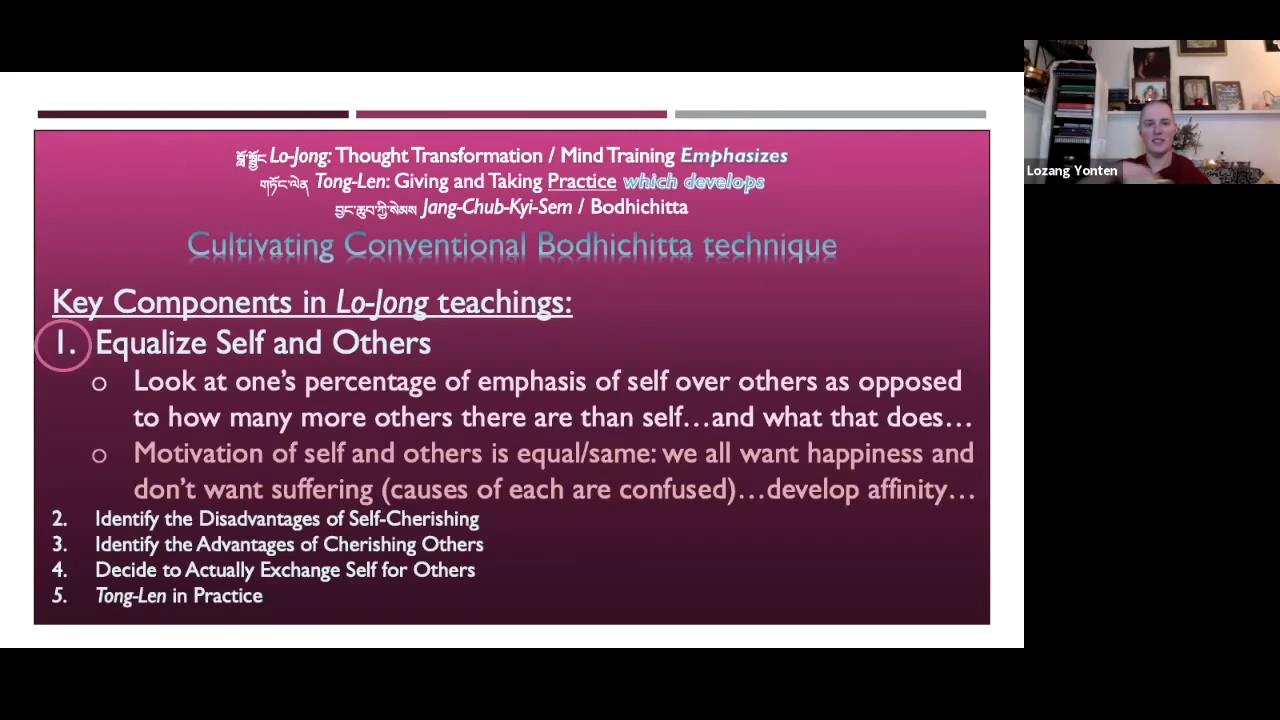 བློ་སྦྱོང Lo-Jong: Thought Transformation / Mind Training Emphasizes
གཏོང་ལེན Tong-Len: Giving and Taking Practice which develops
བྱང་ཆུབ་ཀྱི་སེམས Jang-Chub-Kyi-Sem / Bodhichitta
Cultivating Conventional Bodhichitta technique
Key Components in Lo-Jong teachings:
1. Equalize Self and Others
o Look at one’s percentage of emphasis of self over others as opposed
to how many more others there are than self…and what that does…
o Motivation of self and others is equal/same: we all want happiness and
don’t want suffering (causes of each are confused)…develop affinity…
2. Identify the Disadvantages of Self-Cherishing
3. Identify the Advantages of Cherishing Others
4. Decide to Actually Exchange Self for Others
5. Tong-Len in Practice
Lozang Yonten